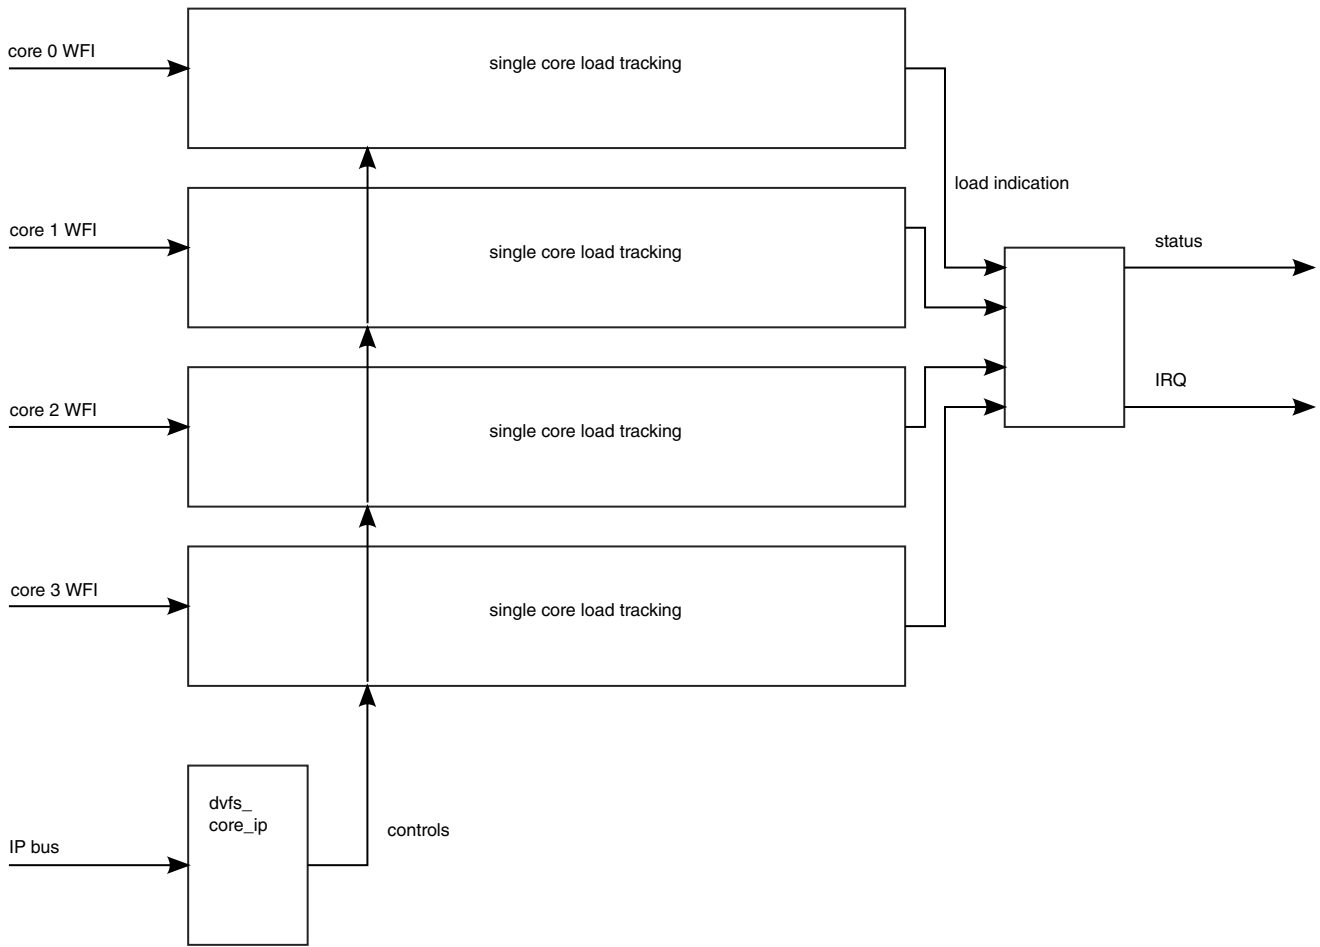 core 0 WFI
single core load tracking
load indication
core 1 WFI
single core load tracking
status
IRQ
core 2 WFI
single core load tracking
core 3 WFI
single core load tracking
dvfs_
core_ip
controls
IP bus